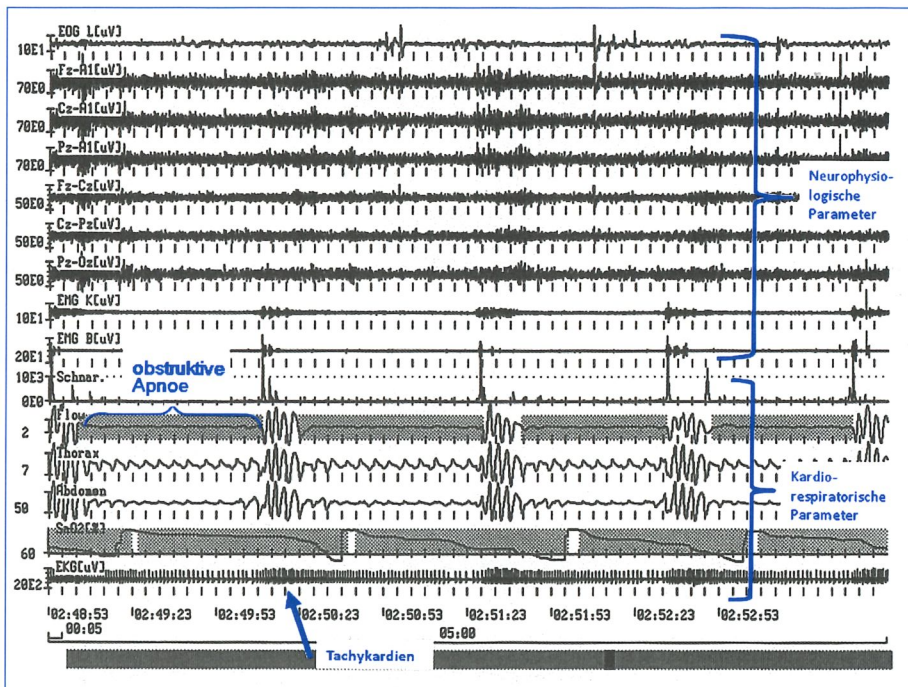 EOG L[uV]
10E1
Fz-A1[uV]
70E0
Cz-A1[uV]
70E0
Pz-A1[uV]
70E0
Fz-Cz[uV]
50E0
Cz-Pz[uV]
50E0
Pz-Oz[uV]
50E0
EMG K[uV]
10E1
EMG B[uV]
20E1
Neurophysio-
logische
Parameter
10E3
Schnar.
0E0
obstruktive
Apnoe
Flow
2
Thorax
7
Abdomen
50
SaO2[%]
60
EKG[uV]
20E2
Kardio-
respiratorische
Parameter
02:48:53 02:49:23 02:49:53 02:50:23 02:50:53 02:51:23 02:51:53 02:52:23 02:52:53
00:05 05:00
Tachykardien